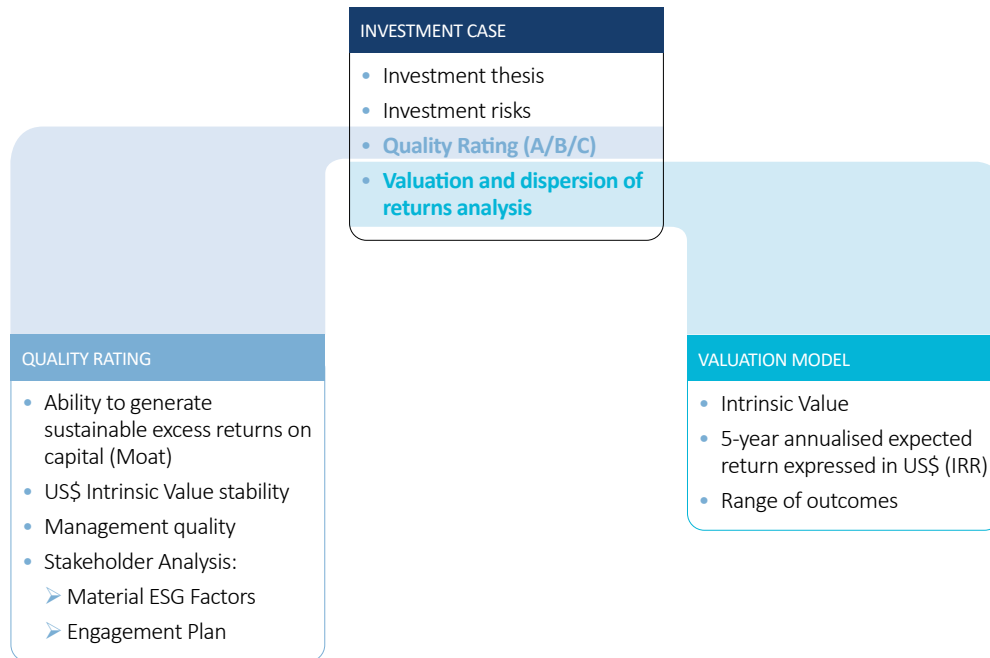 INVESTMENT CASE
• Investment thesis
• Investment risks
• Quality Rating (A/B/C)
• Valuation and dispersion of
returns analysis
QUALITY RATING
• Ability to generate
sustainable excess returns on
capital (Moat)
• US$ Intrinsic Value stability
• Management quality
• Stakeholder Analysis:
➢ Material ESG Factors
➢ Engagement Plan
VALUATION MODEL
• Intrinsic Value
• 5-year annualised expected
return expressed in US$ (IRR)
• Range of outcomes